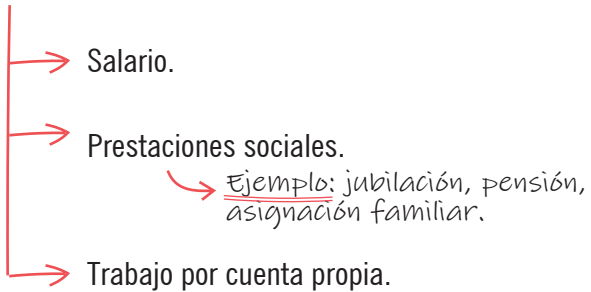 Salario.
Prestaciones sociales.
Ejemplo: jubilación, pensión,
asignación familiar.
Trabajo por cuenta propia.